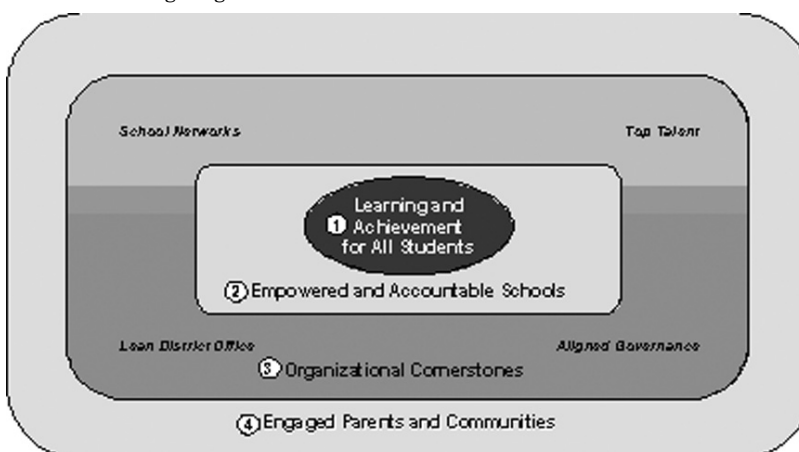 School Networks
Top Talent
Learning and
1 Achievement
for All Students
2 Empowered and Accountable Schools
Lean District Office
Aligned Governance
3 Organizational Cornerstones
4 Engaged Parents and Communities